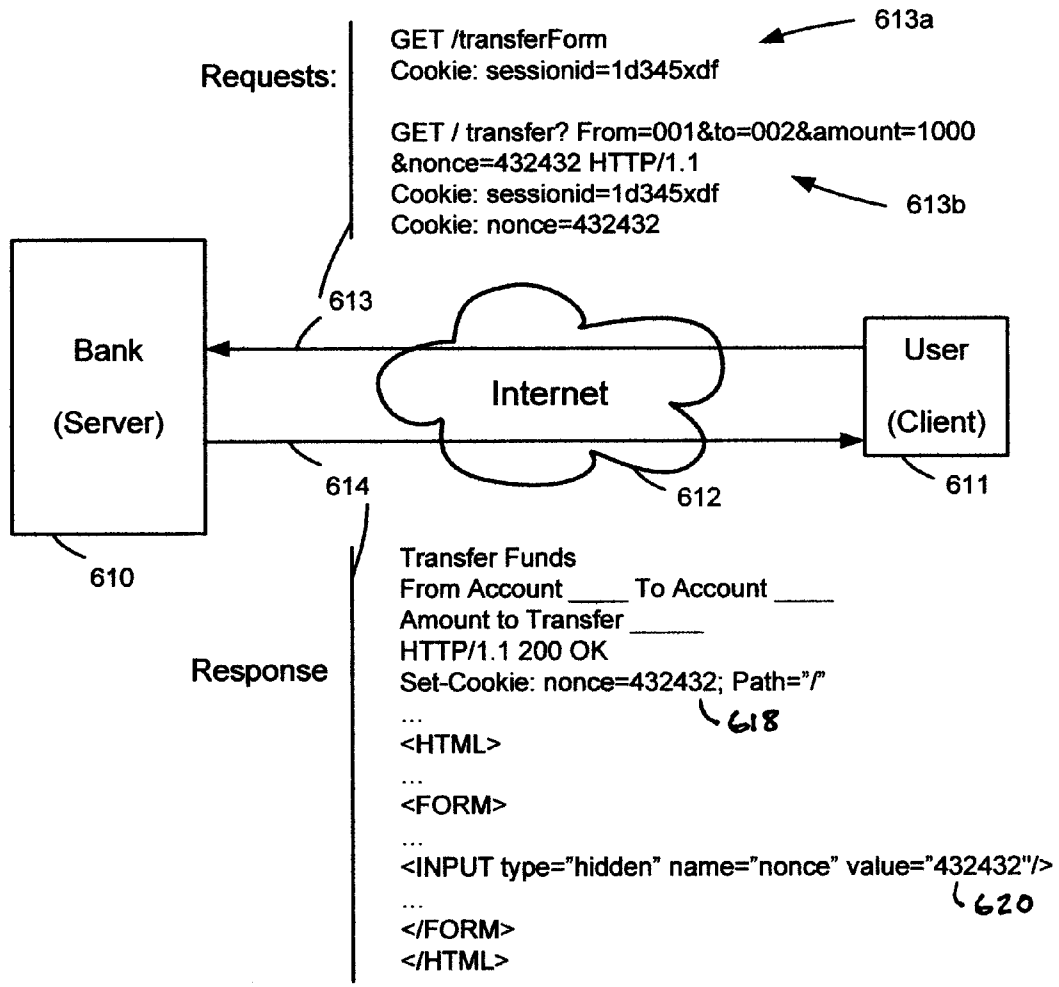 GET /transferForm
613a
Cookie: sessionid=1d345xdf
Requests:
GET / transfer? From=001&to=002&amount=1000
&nonce=432432 HTTP/1.1
Cookie: sessionid=1d345xdf
613b
Cookie: nonce=432432
613
Bank
(Server)
Internet
User
(Client)
614
612
611
610
Transfer Funds
From Account ____ To Account ____
Amount to Transfer _____
HTTP/1.1 200 OK
Response
Set-Cookie: nonce=432432; Path="/"
618
...
<HTML>
...
<FORM>
...
<INPUT type="hidden" name="nonce" value="432432"/>
620
...
</FORM>
</HTML>